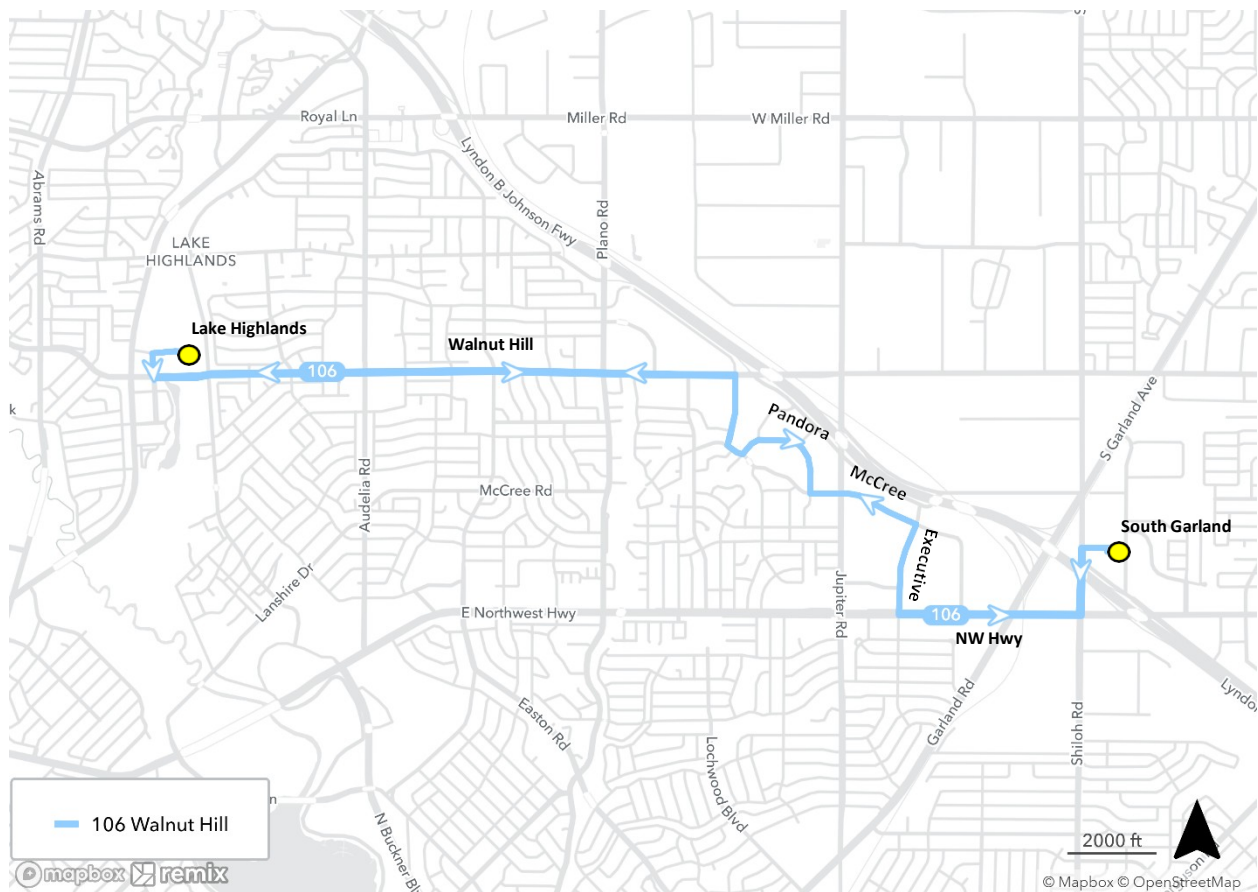 Royal Ln
Miller Rd
W Miller Rd
Abrams Rd
Lyndon B Johnson Fwy
Plano Rd
LAKE
HIGHLANDS
Lake Highlands
Walnut Hill
106
S Garland Ave
Pandora
k
Audelia Rd
McCree Rd
McCree
South Garland
Executive
Lanshire Dr
Jupiter Rd
E Northwest Hwy
106
NW Hwy
Easton Rd
Garland Rd
Shiloh Rd
Lyndon
Lochwood Blvd
n
106 Walnut Hill
N Buckner Bl
2000 ft
mapbox remix
© Mapbox © OpenStreetMap